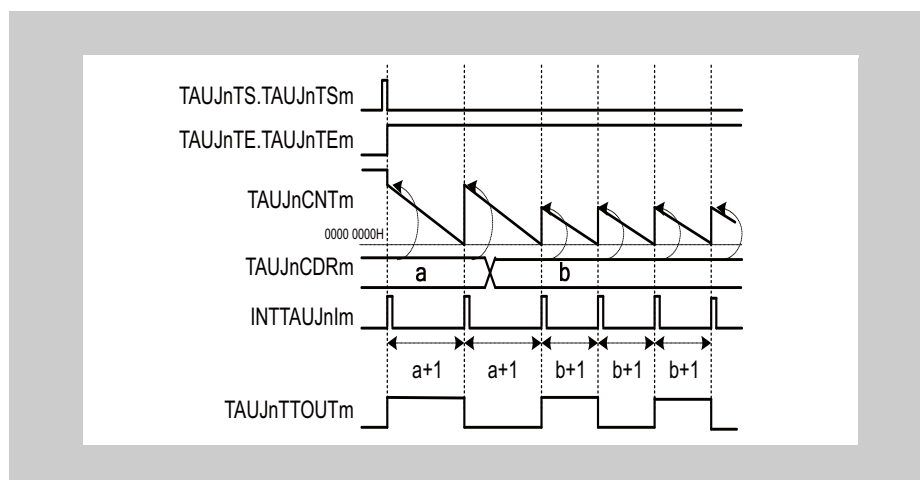 TAUJnTS.TAUJnTSm
TAUJnTE.TAUJnTEm
TAUJnCNTm
0000 0000H
TAUJnCDRm
a
b
INTTAUJnIm
a+1 a+1 b+1 b+1 b+1
TAUJnTTOUTm